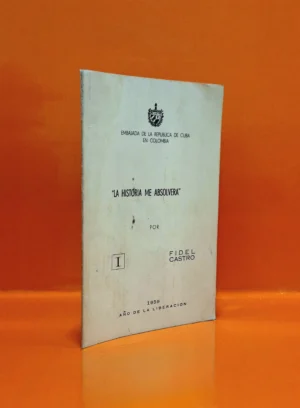 EMBAJADA DE LA REPUBLICA DE CUBA
EN COLOMBIA
"LA HISTORIA ME ABSOLVERA"
POR
I
FIDEL
CASTRO
1959
AÑO DE LA LIBERACION